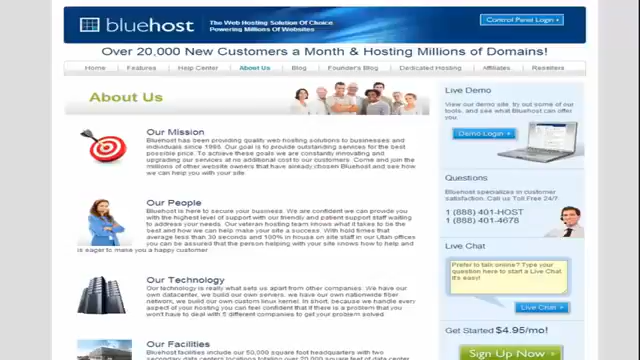 bluehost
The Web Hosting Solution Of Choice
Powering Millions Of Websites
Control Panel Login
Over 20,000 New Customers a Month & Hosting Millions of Domains!
Home Features Help Center About Us Blog Founder's Blog Dedicated Hosting Affiliates Resellers
About Us
Our Mission
Bluehost has been providing quality web hosting solutions to businesses and
individuals since 1996. Our goal is to provide outstanding services for the best
possible price. To achieve these goals we are constantly innovating and
upgrading our services at no additional cost to our customers. Come and join the
millions of other website owners that have already chosen Bluehost and see how
we can help you with your site.
Our People
Bluehost is here to secure your business. We are confident we can provide you
with the highest level of support with our friendly and patient support staff waiting
to address your needs. Our veteran hosting team knows what it takes to be the
best and how we can help make your site a success. With hold times that
average less than 30 seconds and 100% in house on site staff in our Utah offices
you can be assured that the person helping with your site knows how to help and
is eager to make you a happy customer.
Our Technology
Our technology is really what sets us apart from other companies. We have our
own datacenter, we build our own servers, we have our own nationwide fiber
network, we build our own custom linux kernel. In short, because we handle every
aspect of your hosting you can feel confident that if there is a problem that you
won't have to deal with 5 different companies to get your problem solved.
Our Facilities
Bluehost facilities include our 50,000 square foot headquarters with two
Live Demo
View our demo site, try out some of our
tools, and see what Bluehost can offer
you.
Demo Login
Questions
Bluehost specializes in customer
satisfaction. Call us Toll Free 24/7
1 (888) 401-HOST
1 (888) 401-4678
Live Chat
Prefer to talk online? Type your
question here to start a Live Chat.
It's easy!
Live Chat
Get Started $4.95/mo!
Sign Up Now